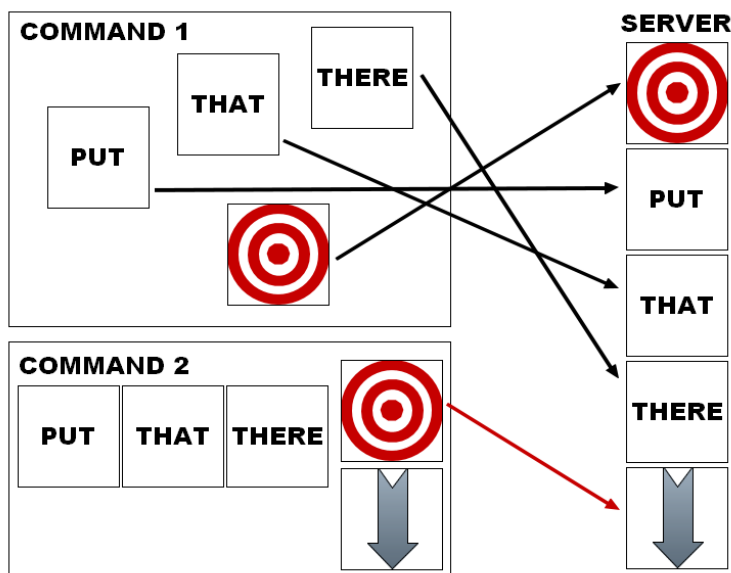 COMMAND 1
PUT
THAT
THERE
COMMAND 2
PUT THAT THERE
SERVER
PUT
THAT
THERE